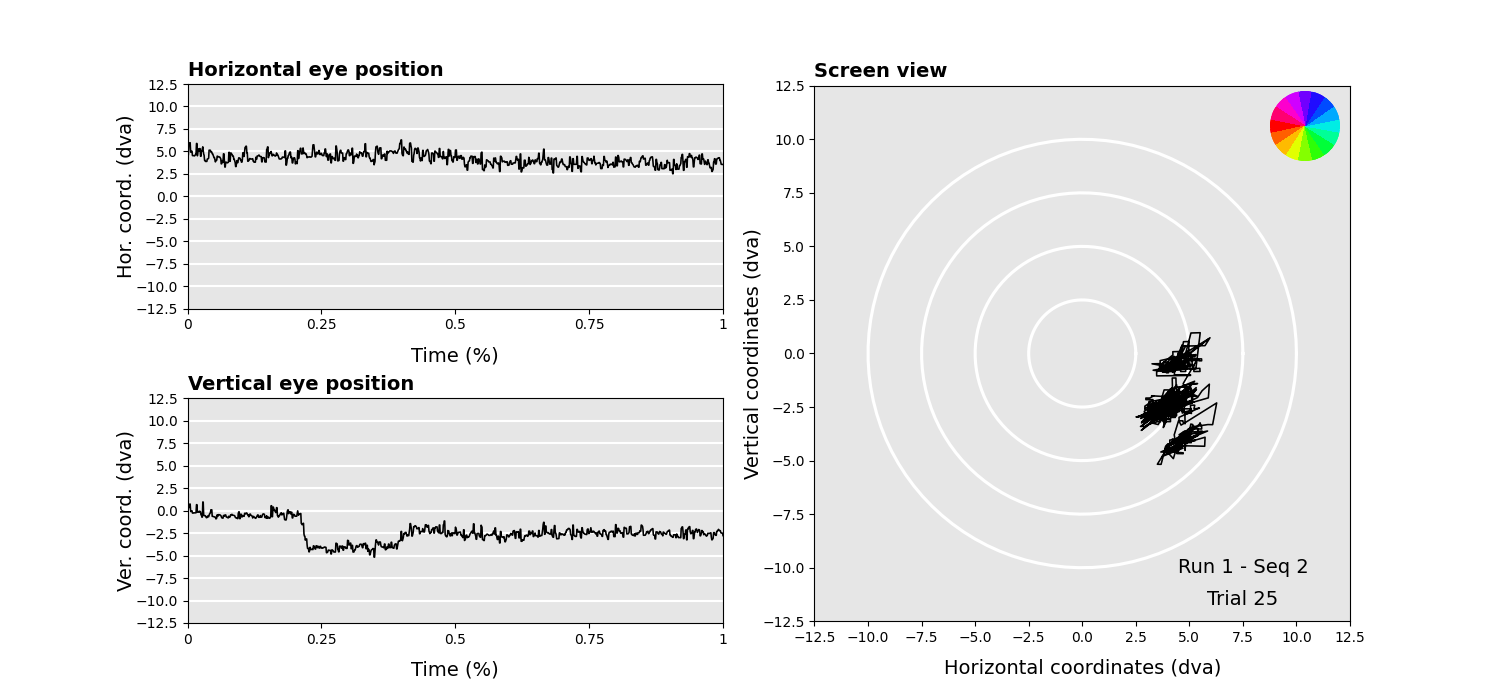 Horizontal eye position
Hor. coord. (dva)
12.5
10.0
7.5
5.0
2.5
0.0
−2.5
−5.0
−7.5
−10.0
−12.5
0 0.25 0.5 0.75 1
Time (%)
Vertical eye position
Ver. coord. (dva)
12.5
10.0
7.5
5.0
2.5
0.0
−2.5
−5.0
−7.5
−10.0
−12.5
0 0.25 0.5 0.75 1
Time (%)
Screen view
Vertical coordinates (dva)
12.5
10.0
7.5
5.0
2.5
0.0
−2.5
−5.0
−7.5
−10.0
−12.5
Run 1 - Seq 2
Trial 25
−12.5 −10.0 −7.5 −5.0 −2.5 0.0 2.5 5.0 7.5 10.0 12.5
Horizontal coordinates (dva)